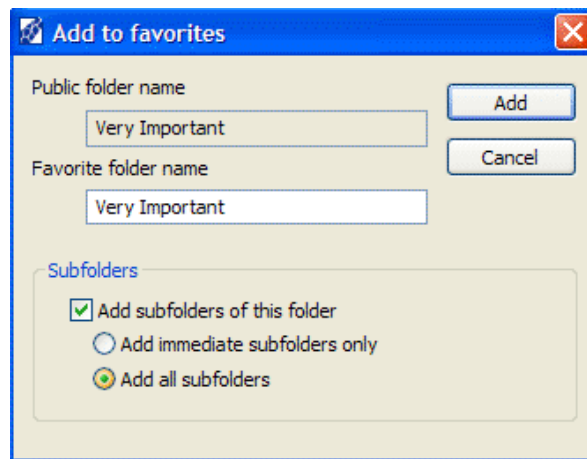 Add to favorites
Public folder name
Add
Very Important
Cancel
Favorite folder name
Very Important
Subfolders
Add subfolders of this folder
Add immediate subfolders only
Add all subfolders